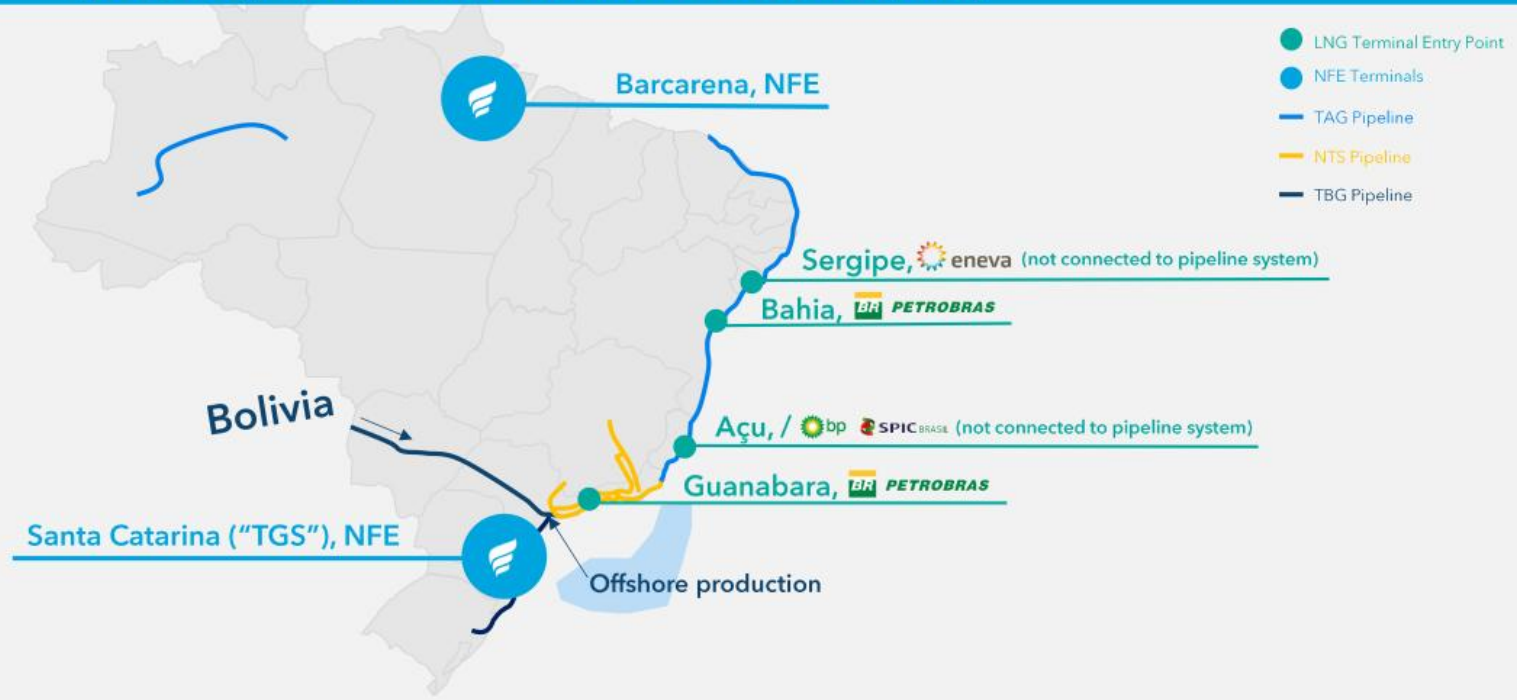 LNG Terminal Entry Point
NFE Terminals
TAG Pipeline
NTS Pipeline
TBG Pipeline
Barcarena, NFE
Sergipe, eneva (not connected to pipeline system)
Bahia, BR PETROBRAS
Bolivia
Açu, / bp SPIC BRASIL (not connected to pipeline system)
Guanabara, BR PETROBRAS
Santa Catarina (“TGS”), NFE
Offshore production